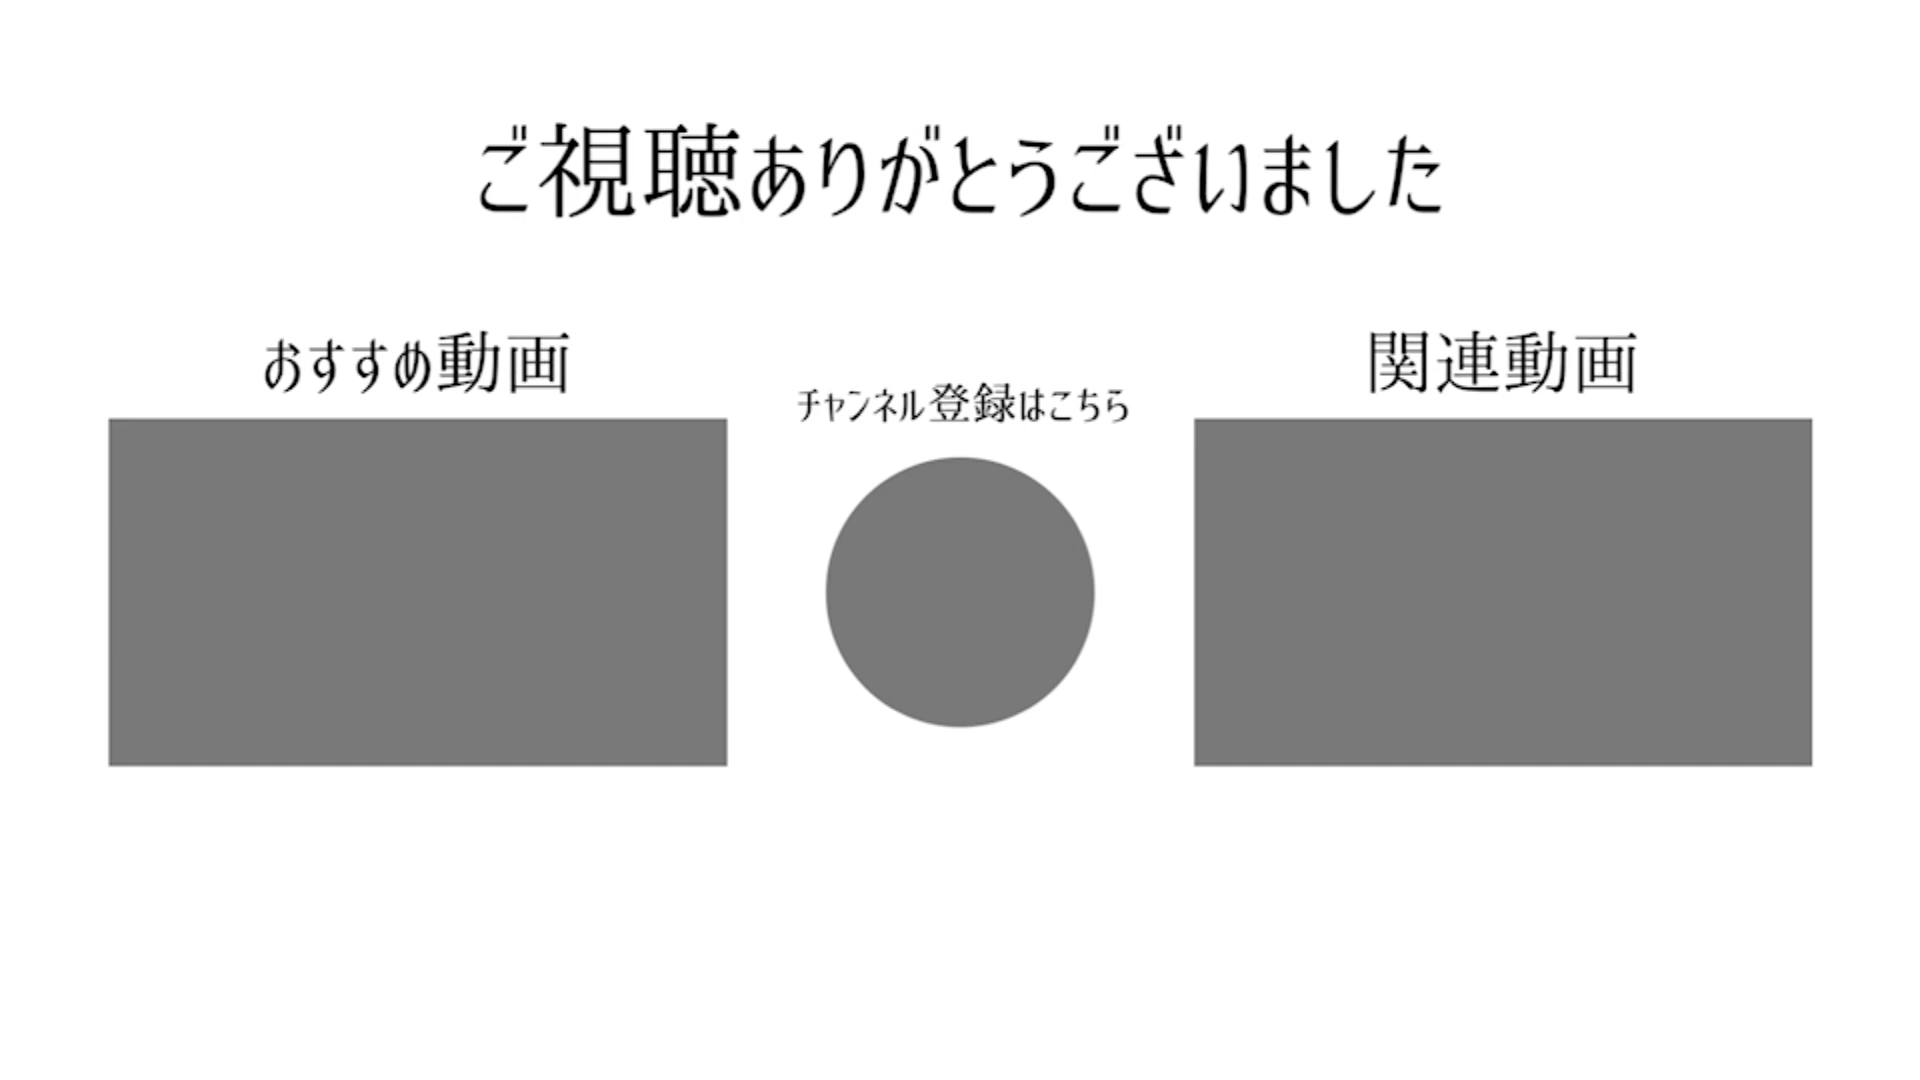 ご視聴ありがとうございました
おすすめ動画
チャンネル登録はこちら
関連動画